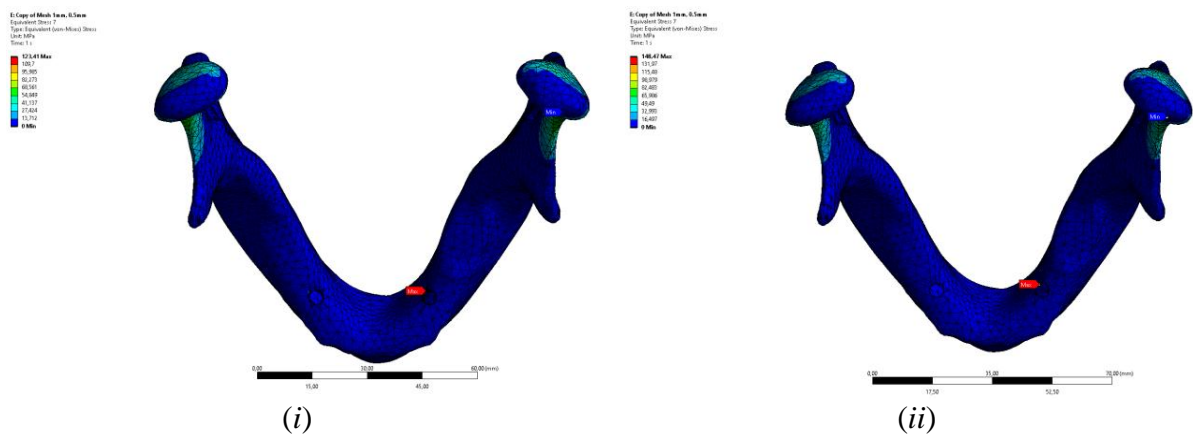 E: Copy of Mesh 1mm, 0.5mm
Equivalent Stress 7
Type: Equivalent (von-Mises) Stress
Unit: MPa
Time: 1 s
123,41 Max
109,7
95,985
82,273
68,561
54,849
41,137
27,424
13,712
0 Min
Min
Max
0,00 30,00 60,00 (mm)
15,00 45,00
(i)
E: Copy of Mesh 1mm, 0.5mm
Equivalent Stress 7
Type: Equivalent (von-Mises) Stress
Unit: MPa
Time: 1 s
148,47 Max
131,97
115,48
98,979
82,483
65,986
49,49
32,993
16,497
0 Min
Min
Max
0,00 35,00 70,00 (mm)
17,50 52,50
(ii)